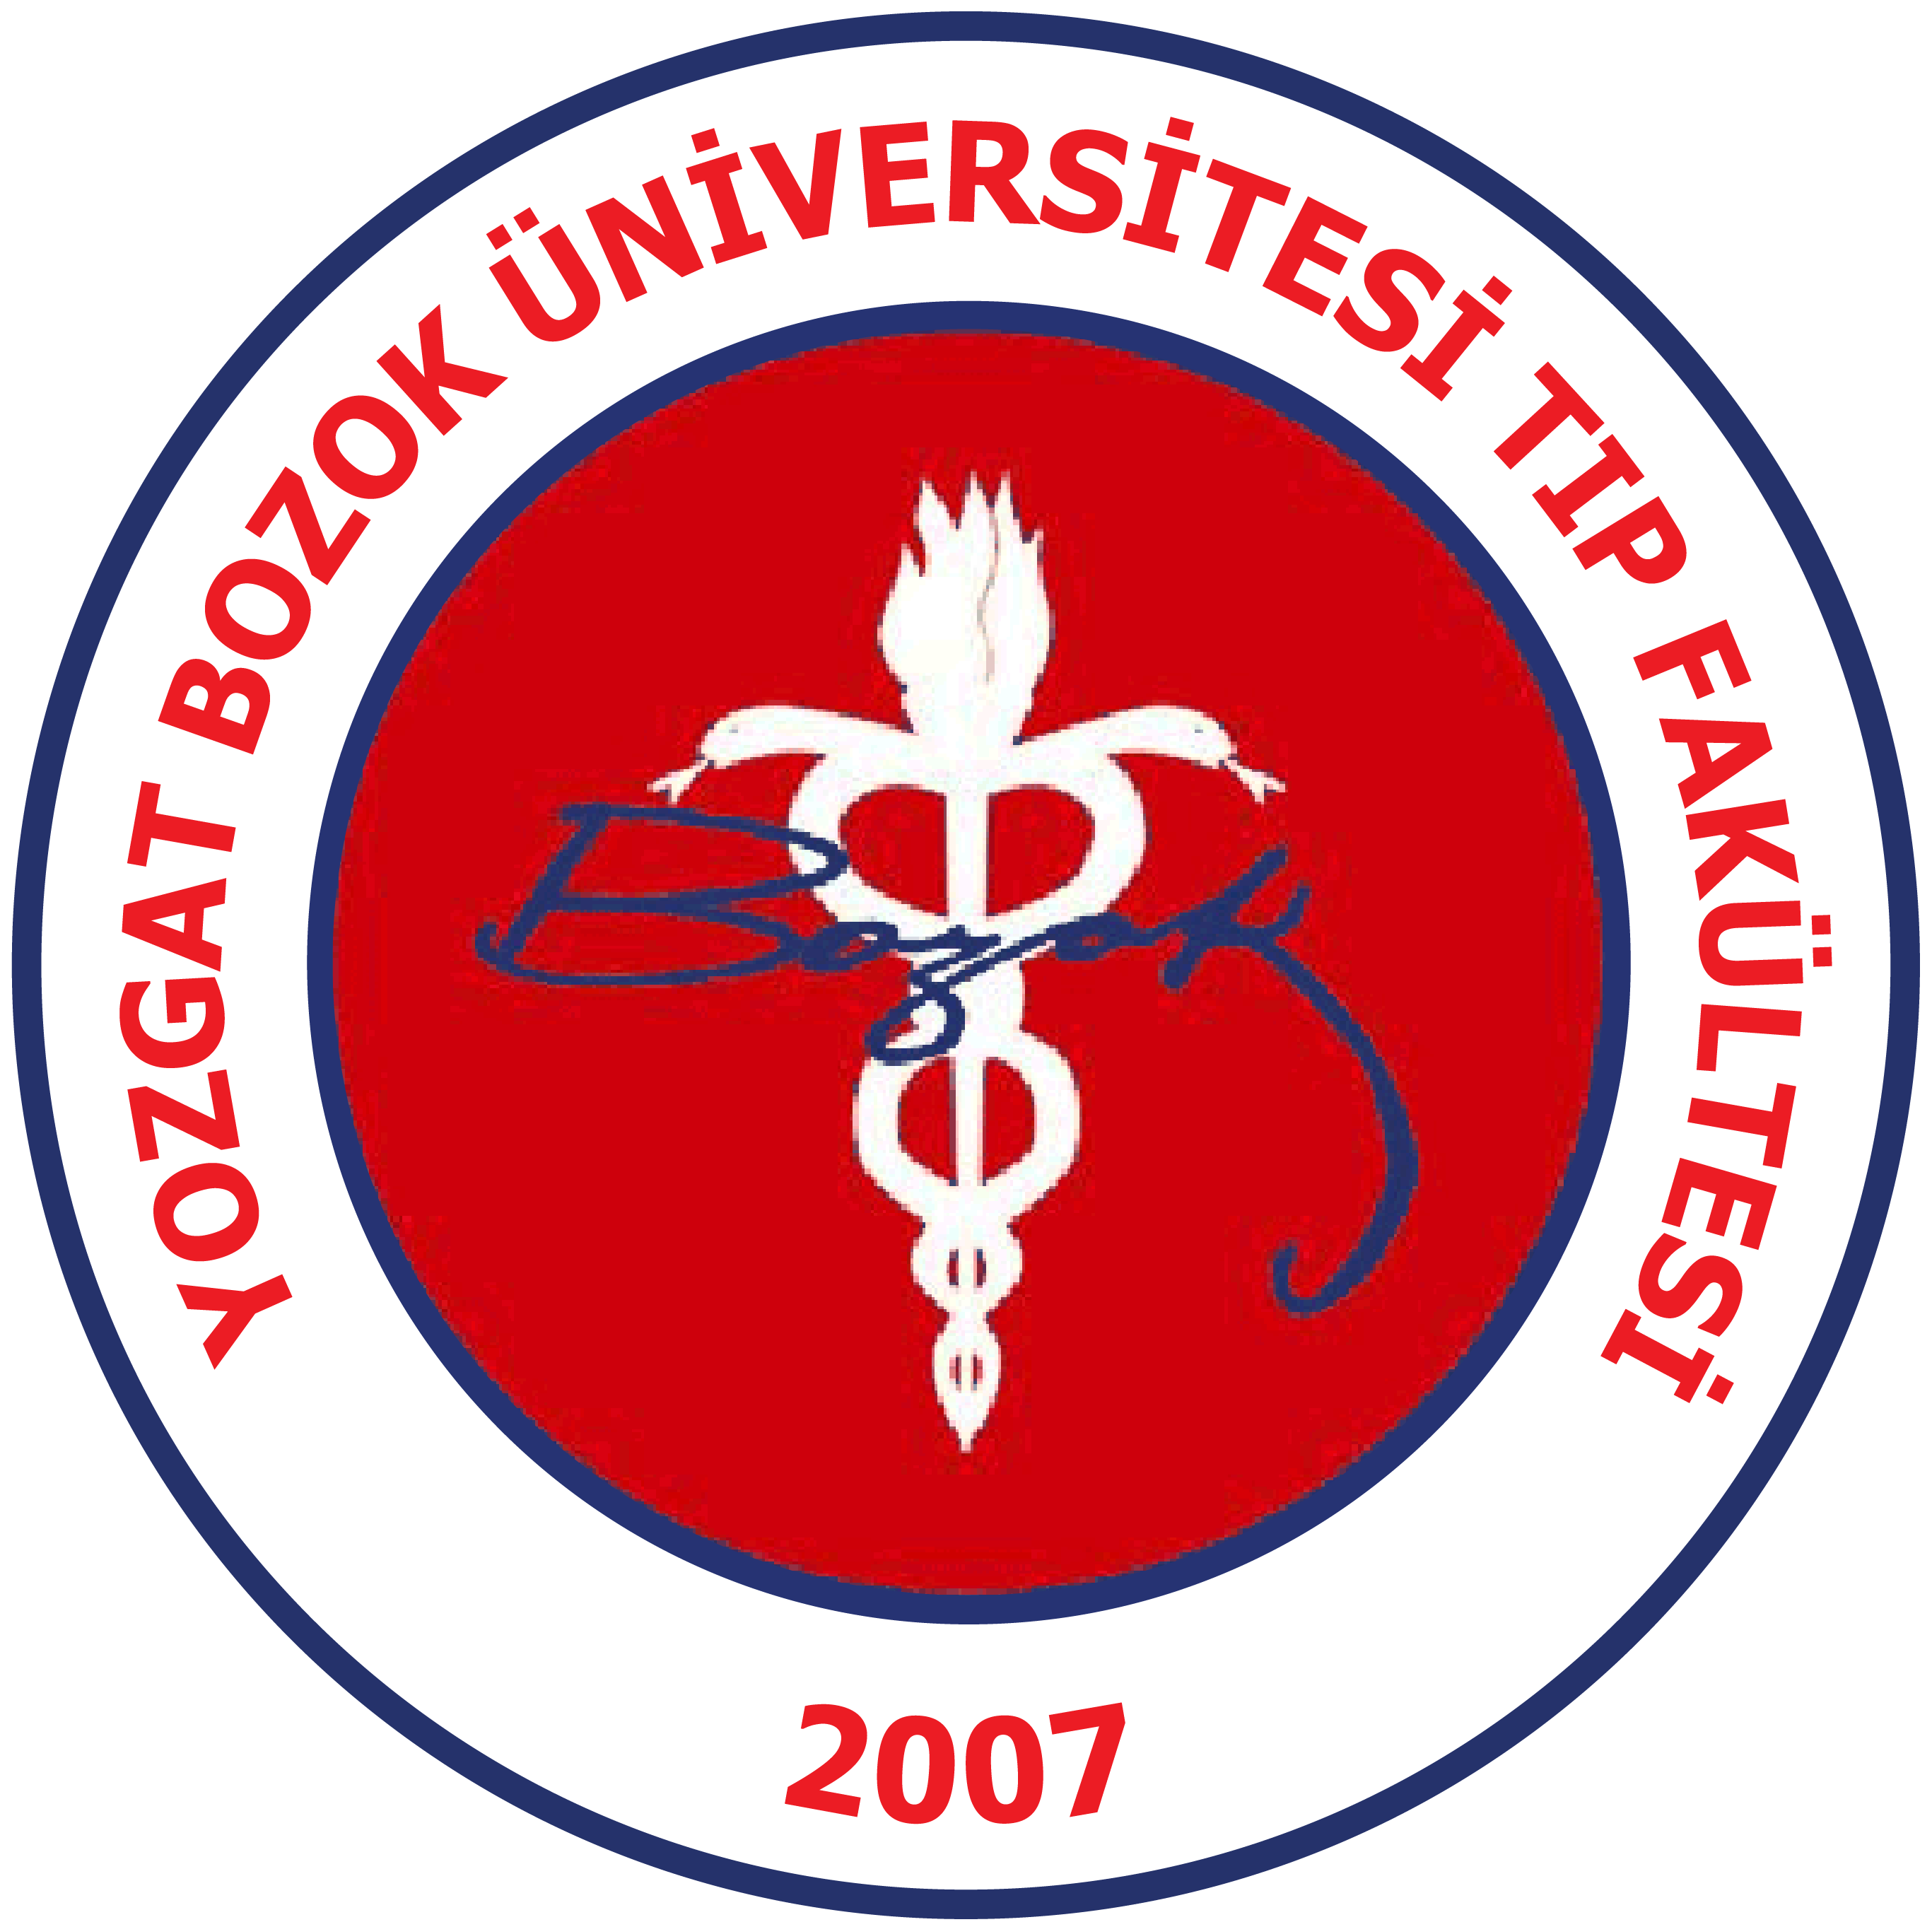 YOZGAT BOZOK ÜNİVERSİTESİ TIP FAKÜLTESİ
Bozok
2007